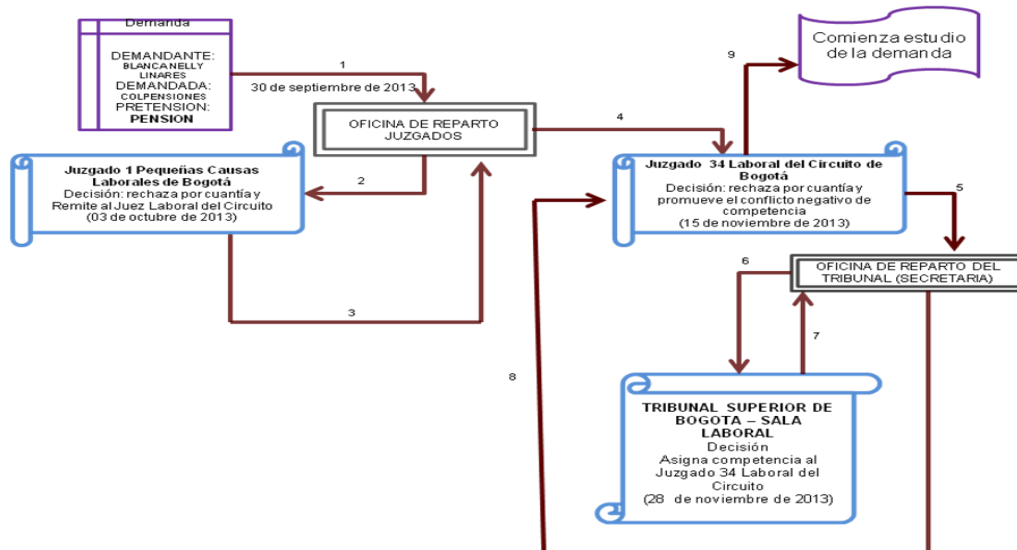 Demanda
DEMANDANTE:
BLANCANELLY
LINARES
DEMANDADA:
COLPENSIONES
PRETENSION:
PENSION
1
30 de septiembre de 2013
OFICINA DE REPARTO
JUZGADOS
2
Juzgado 1 Pequeñas Causas
Laborales de Bogotá
Decisión: rechaza por cuantía y
Remite al Juez Laboral del Circuito
(03 de octubre de 2013)
3
4
Juzgado 34 Laboral del Circuito de
Bogotá
Decisión: rechaza por cuantía y
promueve el conflicto negativo de
competencia
(15 de noviembre de 2013)
9
Comienza estudio
de la demanda
5
OFICINA DE REPARTO DEL
TRIBUNAL (SECRETARIA)
6
7
TRIBUNAL SUPERIOR DE
BOGOTA – SALA
LABORAL
Decisión
Asigna competencia al
Juzgado 34 Laboral del
Circuito
(28 de noviembre de 2013)
8